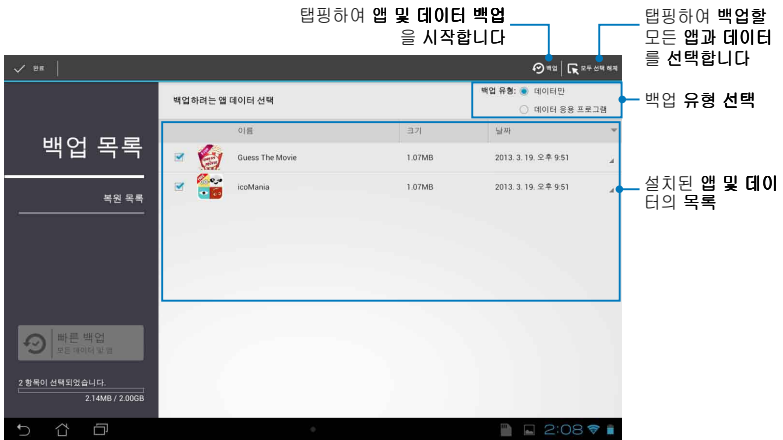 탭핑하여 앱 및 데이터 백업
을 시작합니다
탭핑하여 백업할
모든 앱과 데이터
를 선택합니다
완료
백업
모두 선택 해제
백업하려는 앱 데이터 선택
백업 유형:
데이터만
데이터 응용 프로그램
백업 유형 선택
백업 목록
복원 목록
이름
크기
날짜
Guess The Movie
1.07MB
2013. 3. 19. 오후 9:51
icoMania
1.07MB
2013. 3. 19. 오후 9:51
설치된 앱 및 데이
터의 목록
빠른 백업
모든 데이터 및 앱
2 항목이 선택되었습니다.
2.14MB / 2.00GB
2:08